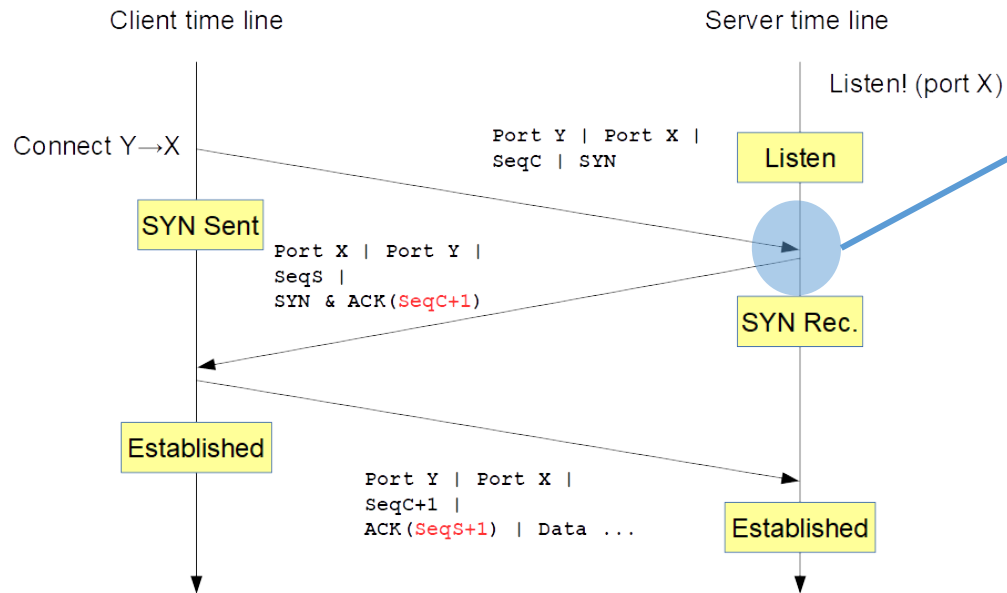 Client time line
Server time line
Listen! (port X)
Connect Y→X
Port Y | Port X |
SeqC | SYN
Listen
SYN Sent
Port X | Port Y |
SeqS |
SYN & ACK(SeqC+1)
SYN Rec.
Established
Port Y | Port X |
SeqC+1 |
ACK(SeqS+1) | Data ...
Established